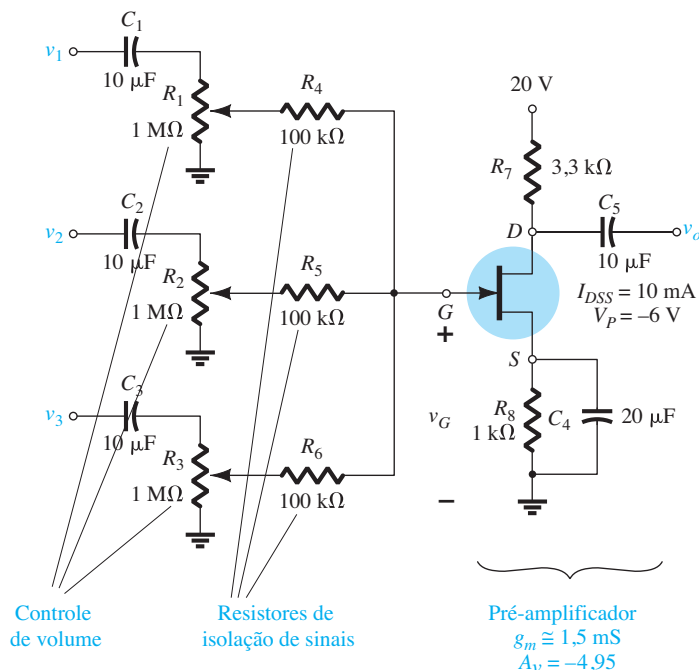 C1
v1
10 μF
R1
1 MΩ
R4
100 kΩ
C2
v2
10 μF
R2
1 MΩ
R5
100 kΩ
C3
v3
10 μF
R3
1 MΩ
R6
100 kΩ
20 V
R7
3,3 kΩ
D
C5
vo
10 μF
IDSS = 10 mA
VP = –6 V
G
+
S
vG
R8
1 kΩ
C4
20 μF
–
Controle
de volume
Resistores de
isolação de sinais
Pré-amplificador
gm ≅ 1,5 mS
Av = –4,95